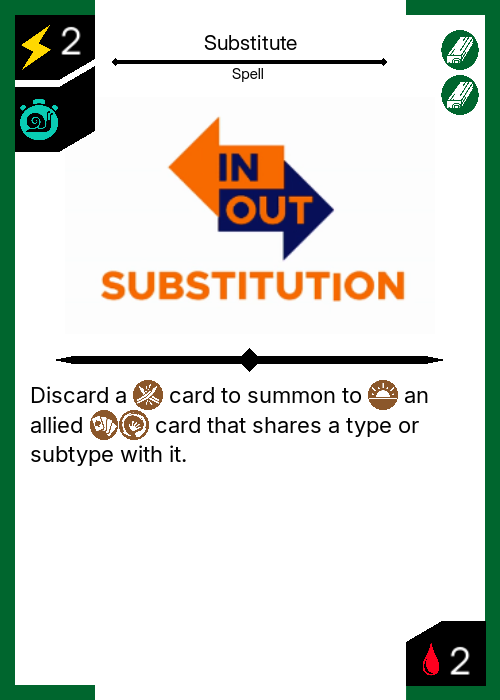 2
Substitute
Spell
IN
OUT
SUBSTITUTION
Discard a card to summon to an
allied card that shares a type or
subtype with it.
2